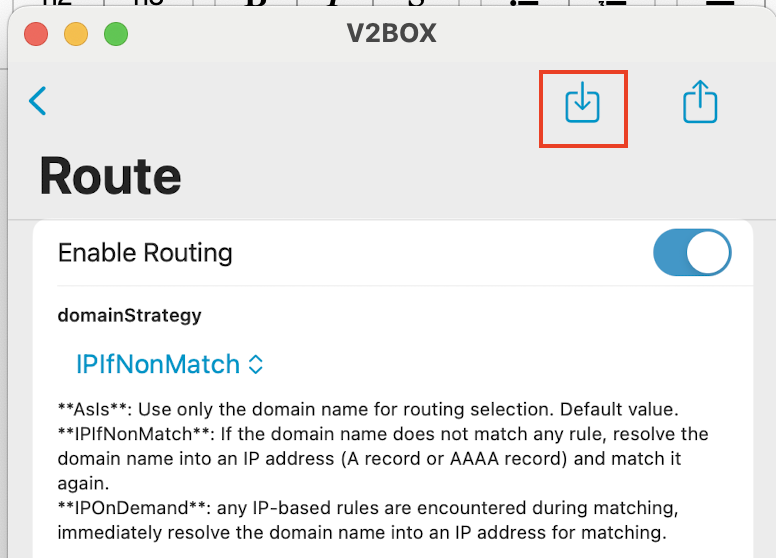 V2BOX
Route
Enable Routing
domainStrategy
IPIfNonMatch
**AsIs**: Use only the domain name for routing selection. Default value.
**IPIfNonMatch**: If the domain name does not match any rule, resolve the
domain name into an IP address (A record or AAAA record) and match it
again.
**IPOnDemand**: any IP-based rules are encountered during matching,
immediately resolve the domain name into an IP address for matching.